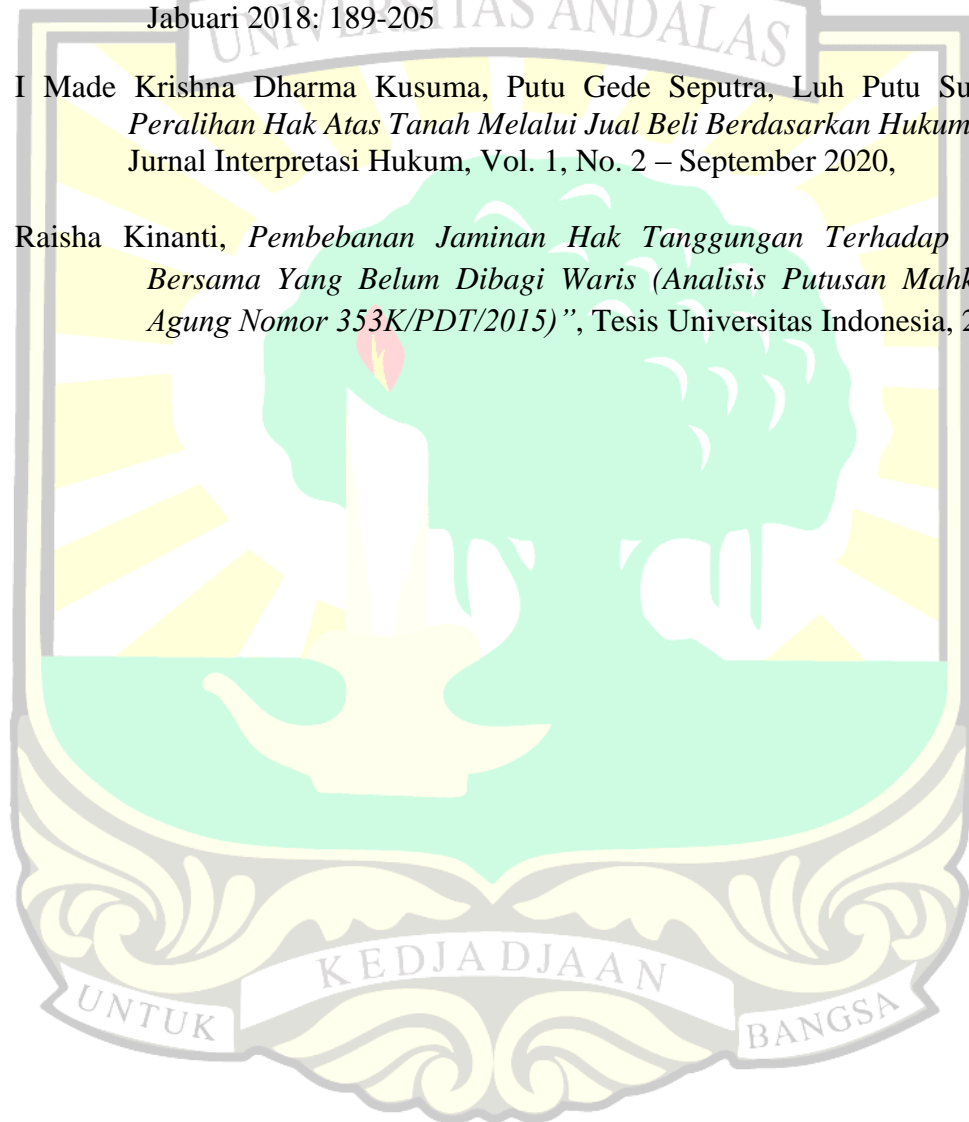 Jabuari 2018: 189-205
UNIVERSITAS ANDALAS
I Made Krishna Dharma Kusuma, Putu Gede Seputra, Luh Putu Su
Peralihan Hak Atas Tanah Melalui Jual Beli Berdasarkan Hukum
Jurnal Interpretasi Hukum, Vol. 1, No. 2 – September 2020,
Raisha Kinanti, Pembebanan Jaminan Hak Tanggungan Terhadap
Bersama Yang Belum Dibagi Waris (Analisis Putusan Mahk
Agung Nomor 353K/PDT/2015)”, Tesis Universitas Indonesia, 2
UNTUK KEDJADJAAN BANGSA